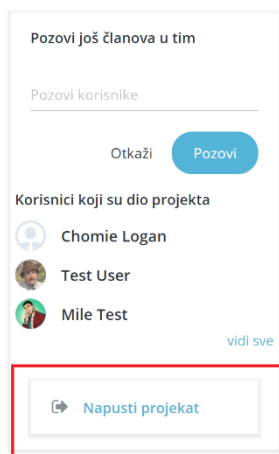 Pozovi još članova u tim
Pozovi korisnike
Otkaži
Pozovi
Korisnici koji su dio projekta
Chomie Logan
Test User
Mile Test
vidi sve
Napusti projekat